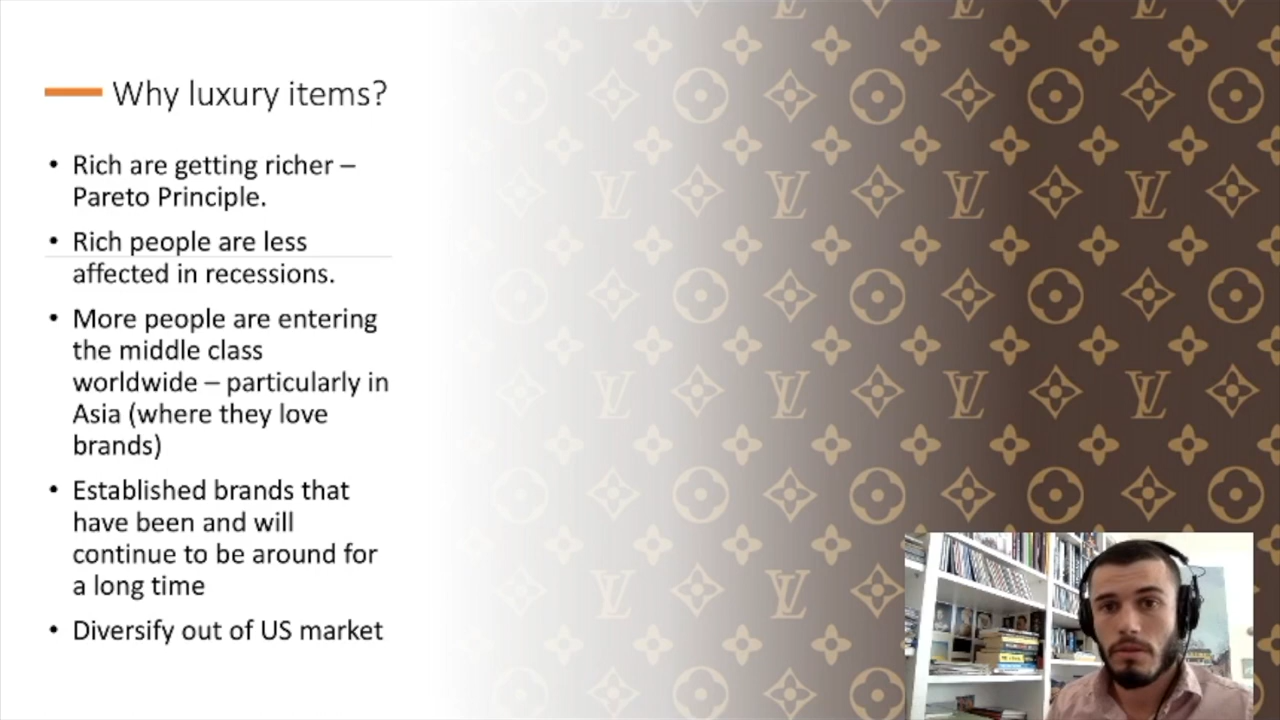 Why luxury items?
• Rich are getting richer –
Pareto Principle.
• Rich people are less
affected in recessions.
• More people are entering
the middle class
worldwide – particularly in
Asia (where they love
brands)
• Established brands that
have been and will
continue to be around for
a long time
• Diversify out of US market